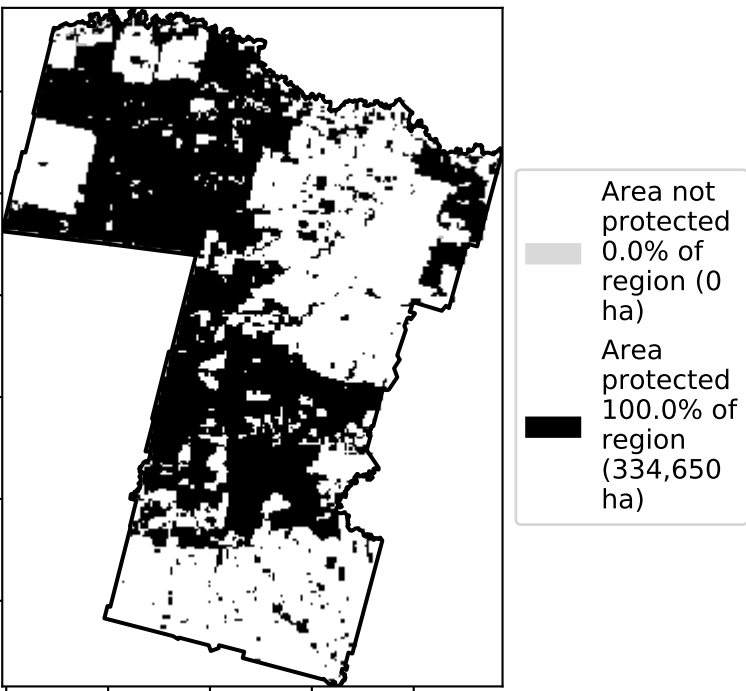 Area not
protected
0.0% of
region (0
ha)
Area
protected
100.0% of
region
(334,650
ha)